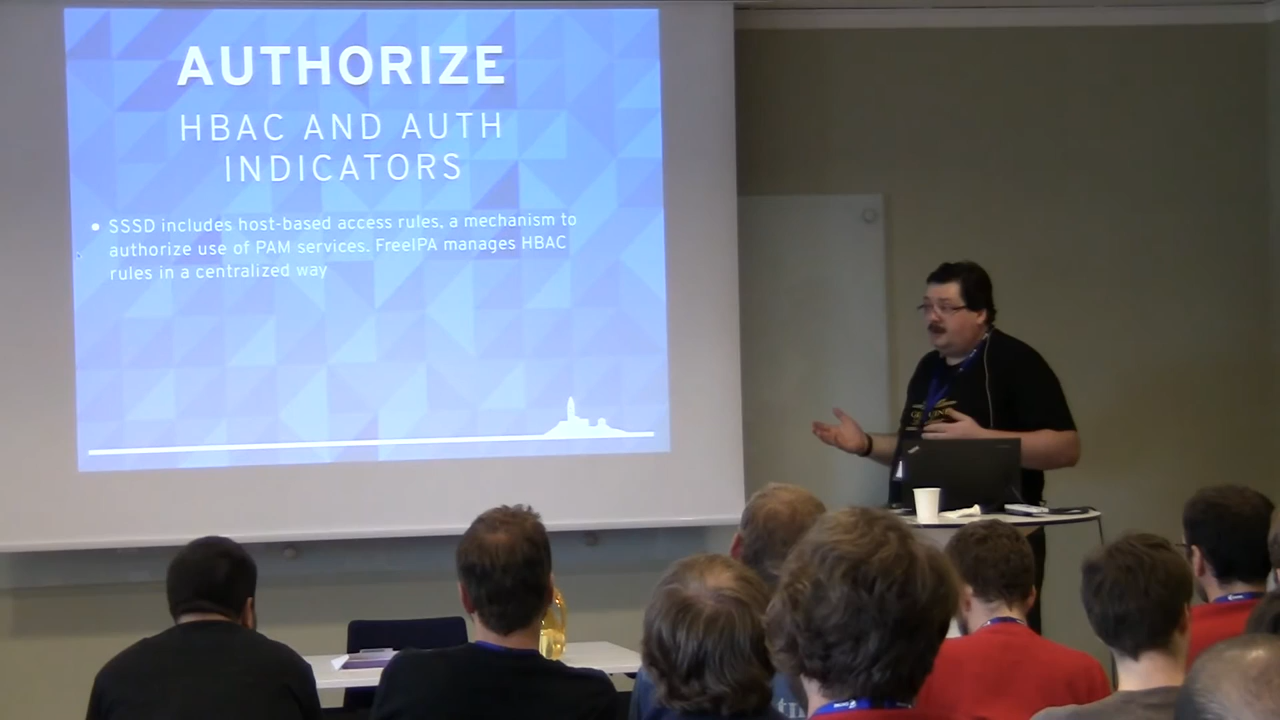 AUTHORIZE
HBAC AND AUTH
INDICATORS
• SSSD includes host-based access rules, a mechanism to
authorize use of PAM services. FreeIPA manages HBAC
rules in a centralized way